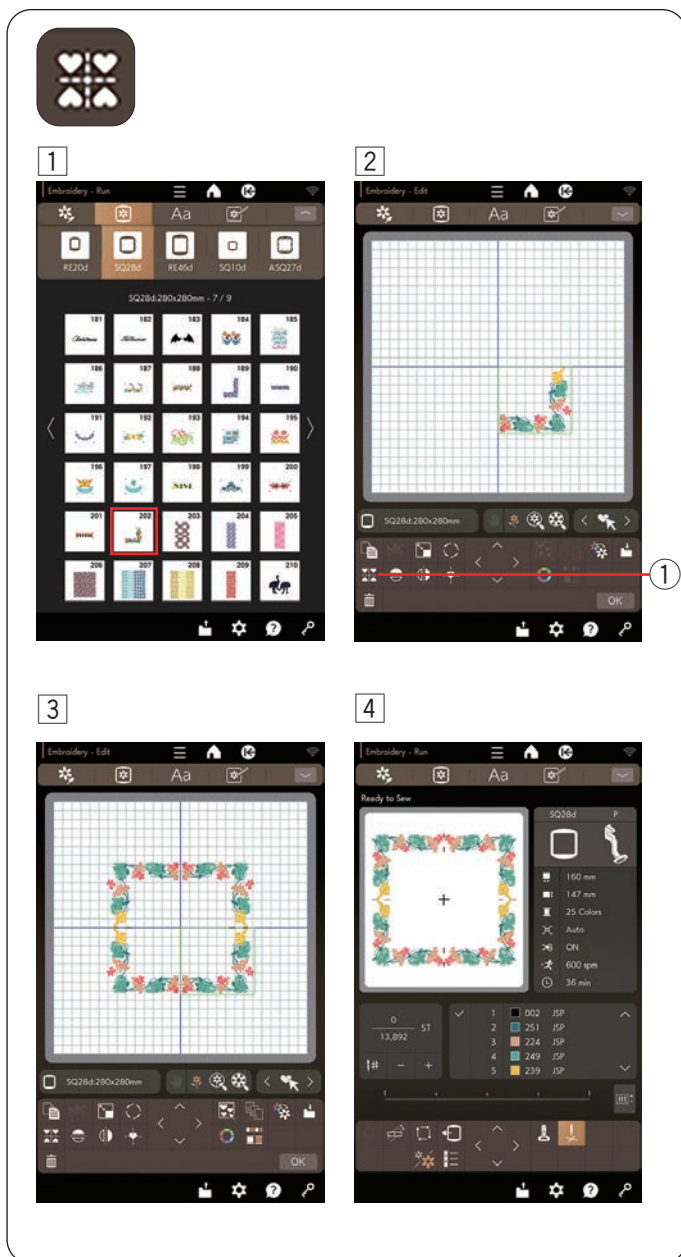 1
Embroidery - Run
Aa
RE20d SQ28d RE46d SQ10d ASQ27d
SQ28d:280x280mm - 7 / 9
181 182 183 184 185
Christmas Halloween
186 187 188 189 190
191 192 193 194 195
196 197 198 199 200
201 202 203 204 205
206 207 208 209 210
2
Embroidery - Edit
Aa
SQ28d:280x280mm
ABC
1
OK
3
Embroidery - Edit
Aa
SQ28d:280x280mm
ABC
OK
4
Embroidery - Run
Aa
Ready to Sew
SQ28d P
160 mm
147 mm
25 Colors
Auto
ON
600 spm
36 min
0
ST
13,892
# - +
1 002 JSP
2 251 JSP
3 224 JSP
4 249 JSP
5 239 JSP